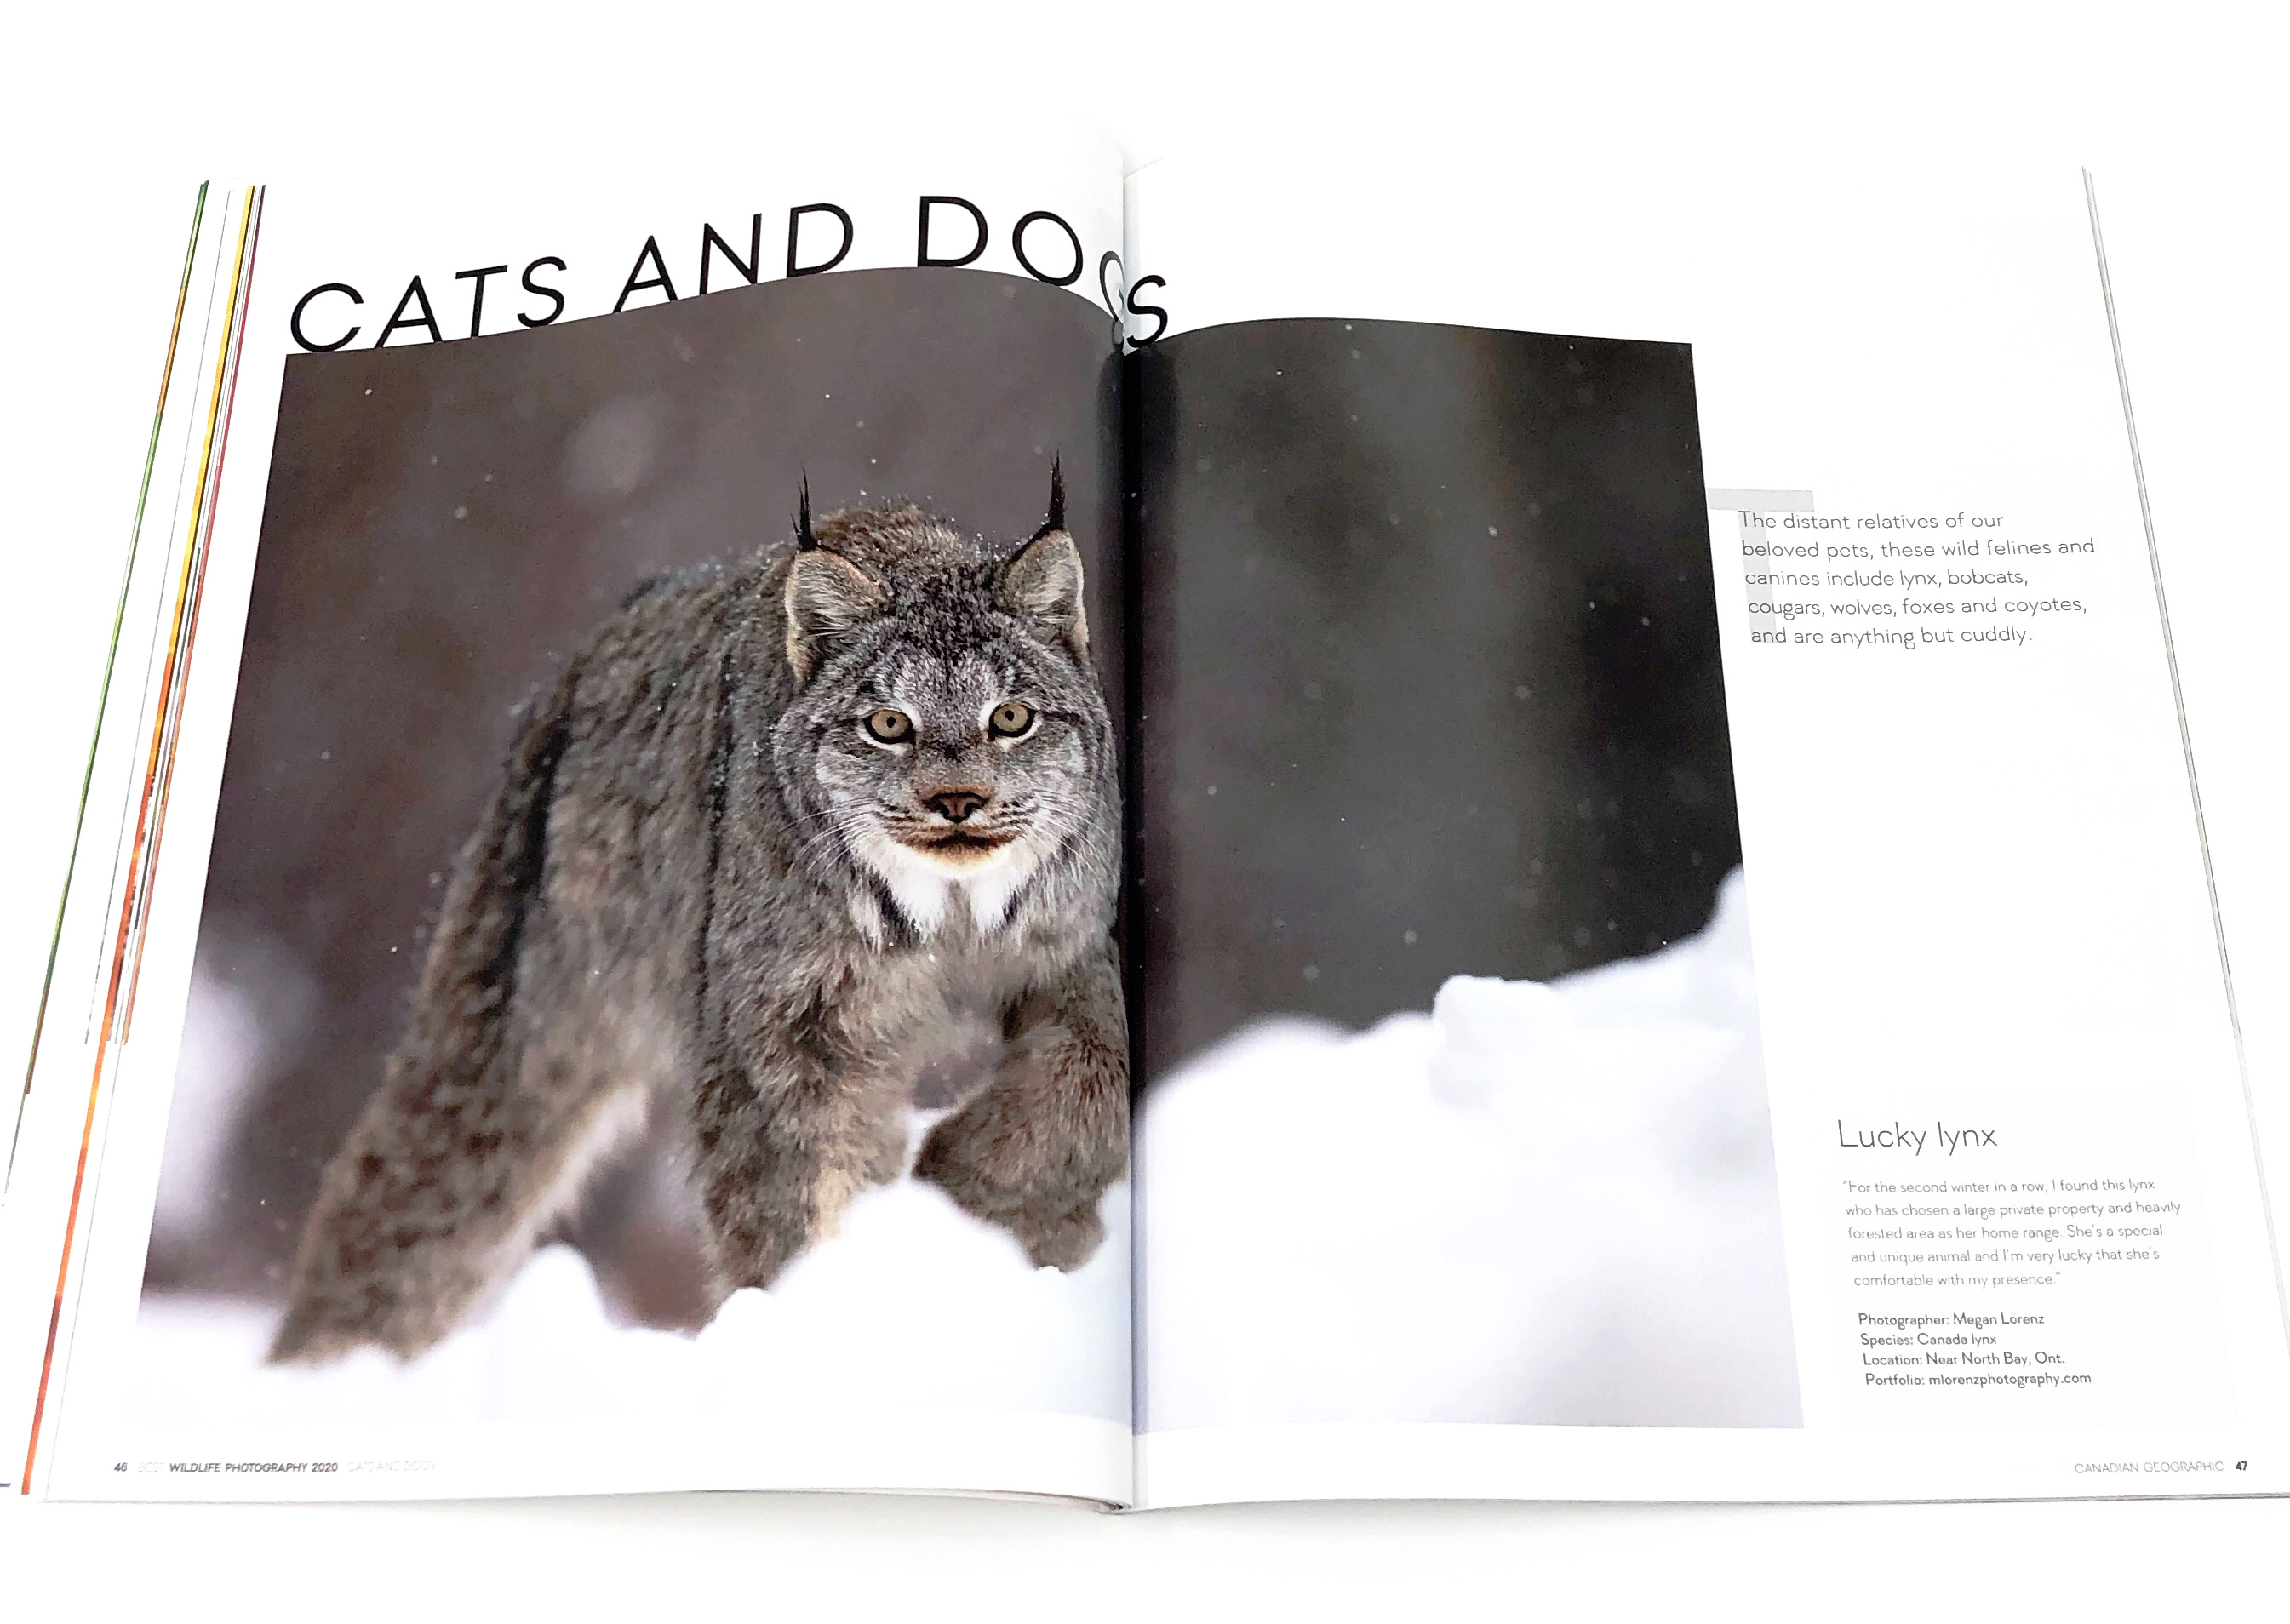 CATS AND DOGS
The distant relatives of our
beloved pets, these wild felines and
canines include lynx, bobcats,
cougars, wolves, foxes and coyotes,
and are anything but cuddly.
Lucky lynx
“For the second winter in a row, I found this lynx
who has chosen a large private property and heavily
forested area as her home range. She’s a special
and unique animal and I’m very lucky that she’s
comfortable with my presence.”
Photographer: Megan Lorenz
Species: Canada lynx
Location: Near North Bay, Ont.
Portfolio: mlorenzphotography.com
46 BEST WILDLIFE PHOTOGRAPHY 2020 CATS AND DOGS
CANADIAN GEOGRAPHIC 47